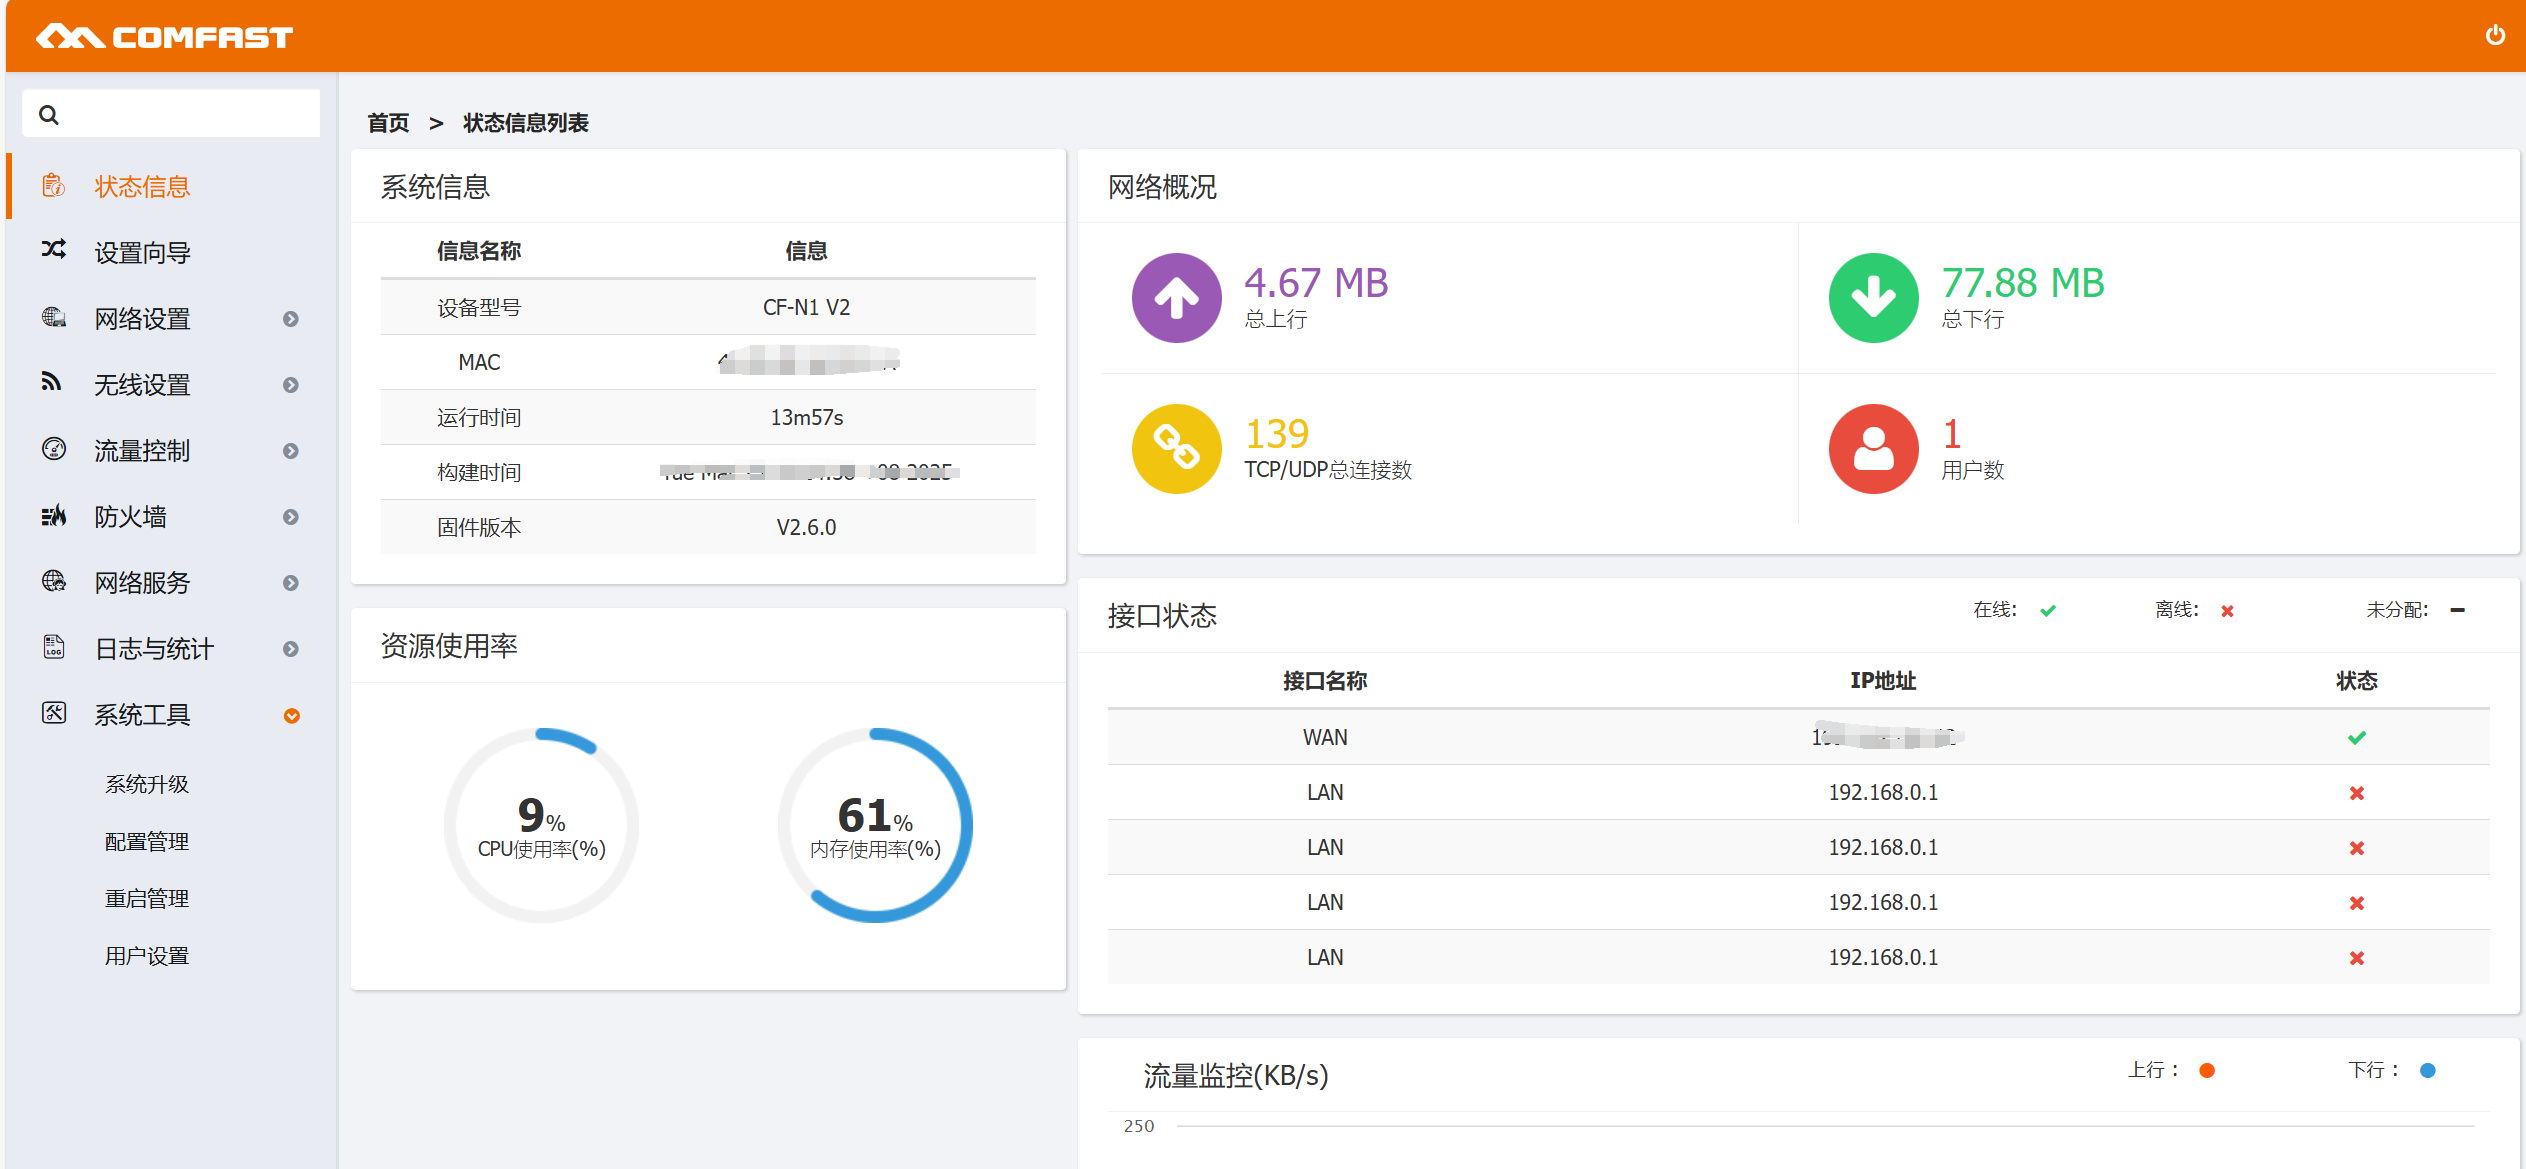 COMFAST
首页 > 状态信息列表
状态信息
设置向导
网络设置
无线设置
流量控制
防火墙
网络服务
日志与统计
系统工具
系统升级
配置管理
重启管理
用户设置
系统信息
信息名称 信息
设备型号 CF-N1 V2
MAC
运行时间 13m57s
构建时间
固件版本 V2.6.0
资源使用率
9%
CPU使用率(%)
61%
内存使用率(%)
网络概况
4.67 MB
总上行
77.88 MB
总下行
139
TCP/UDP总连接数
1
用户数
接口状态 在线: 离线: 未分配:
接口名称 IP地址 状态
WAN
LAN 192.168.0.1
LAN 192.168.0.1
LAN 192.168.0.1
LAN 192.168.0.1
流量监控(KB/s) 上行： 下行：
250